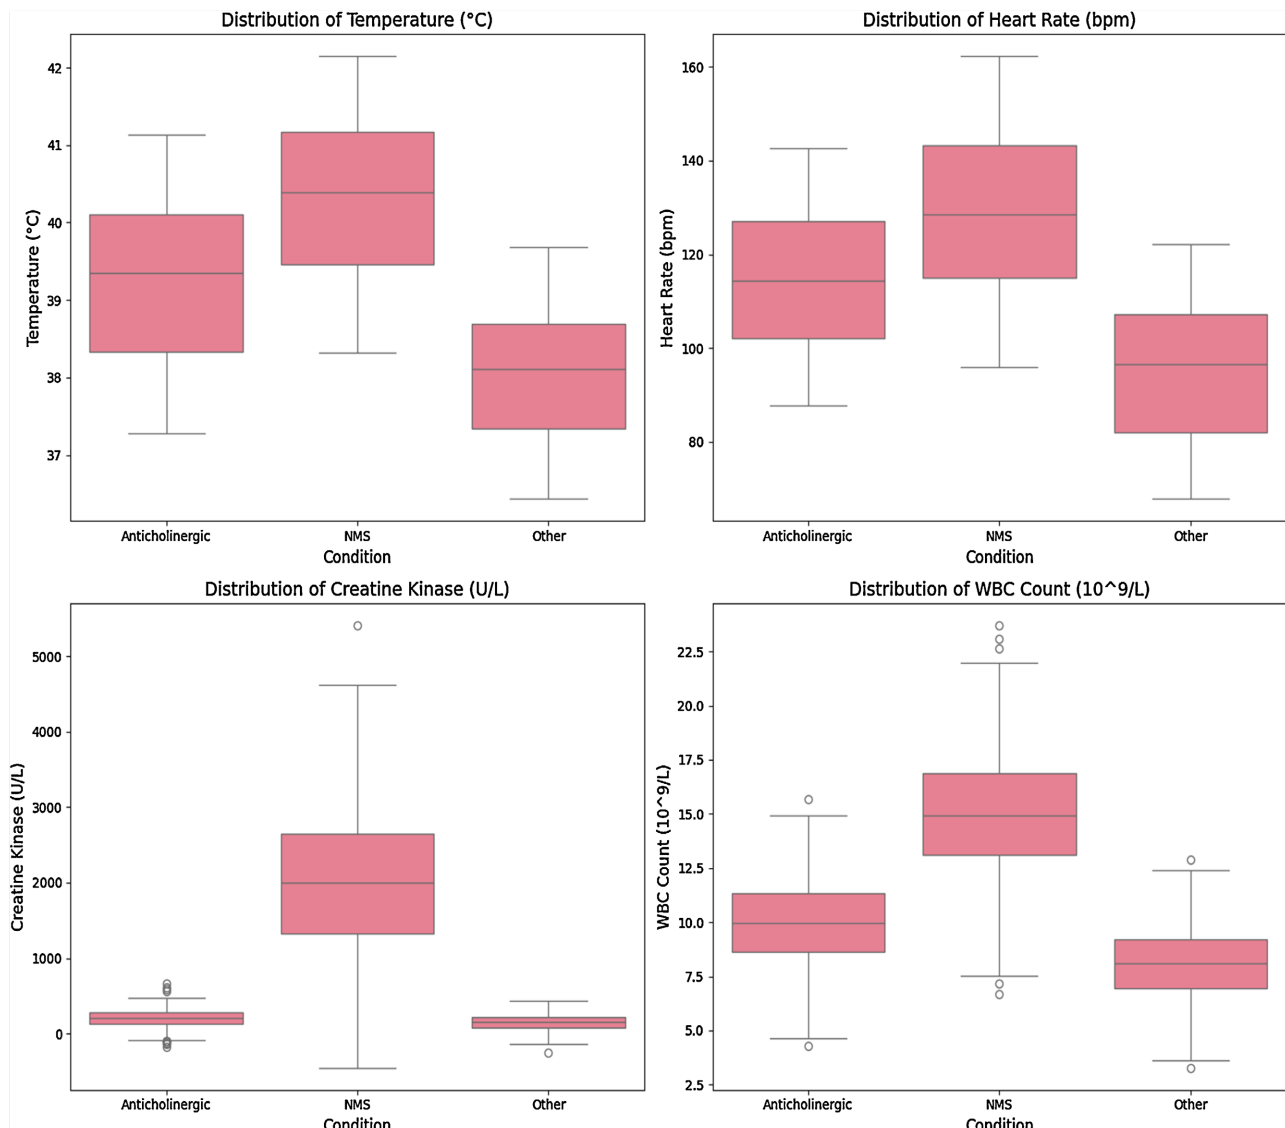 Distribution of Temperature (°C)
Temperature (°C)
42
41
40
39
38
37
Anticholinergic NMS Other
Condition
Distribution of Heart Rate (bpm)
Heart Rate (bpm)
160
140
120
100
80
Anticholinergic NMS Other
Condition
Distribution of Creatine Kinase (U/L)
Creatine Kinase (U/L)
5000
4000
3000
2000
1000
0
Anticholinergic NMS Other
Condition
Distribution of WBC Count (10^9/L)
WBC Count (10^9/L)
22.5
20.0
17.5
15.0
12.5
10.0
7.5
5.0
2.5
Anticholinergic NMS Other
Condition